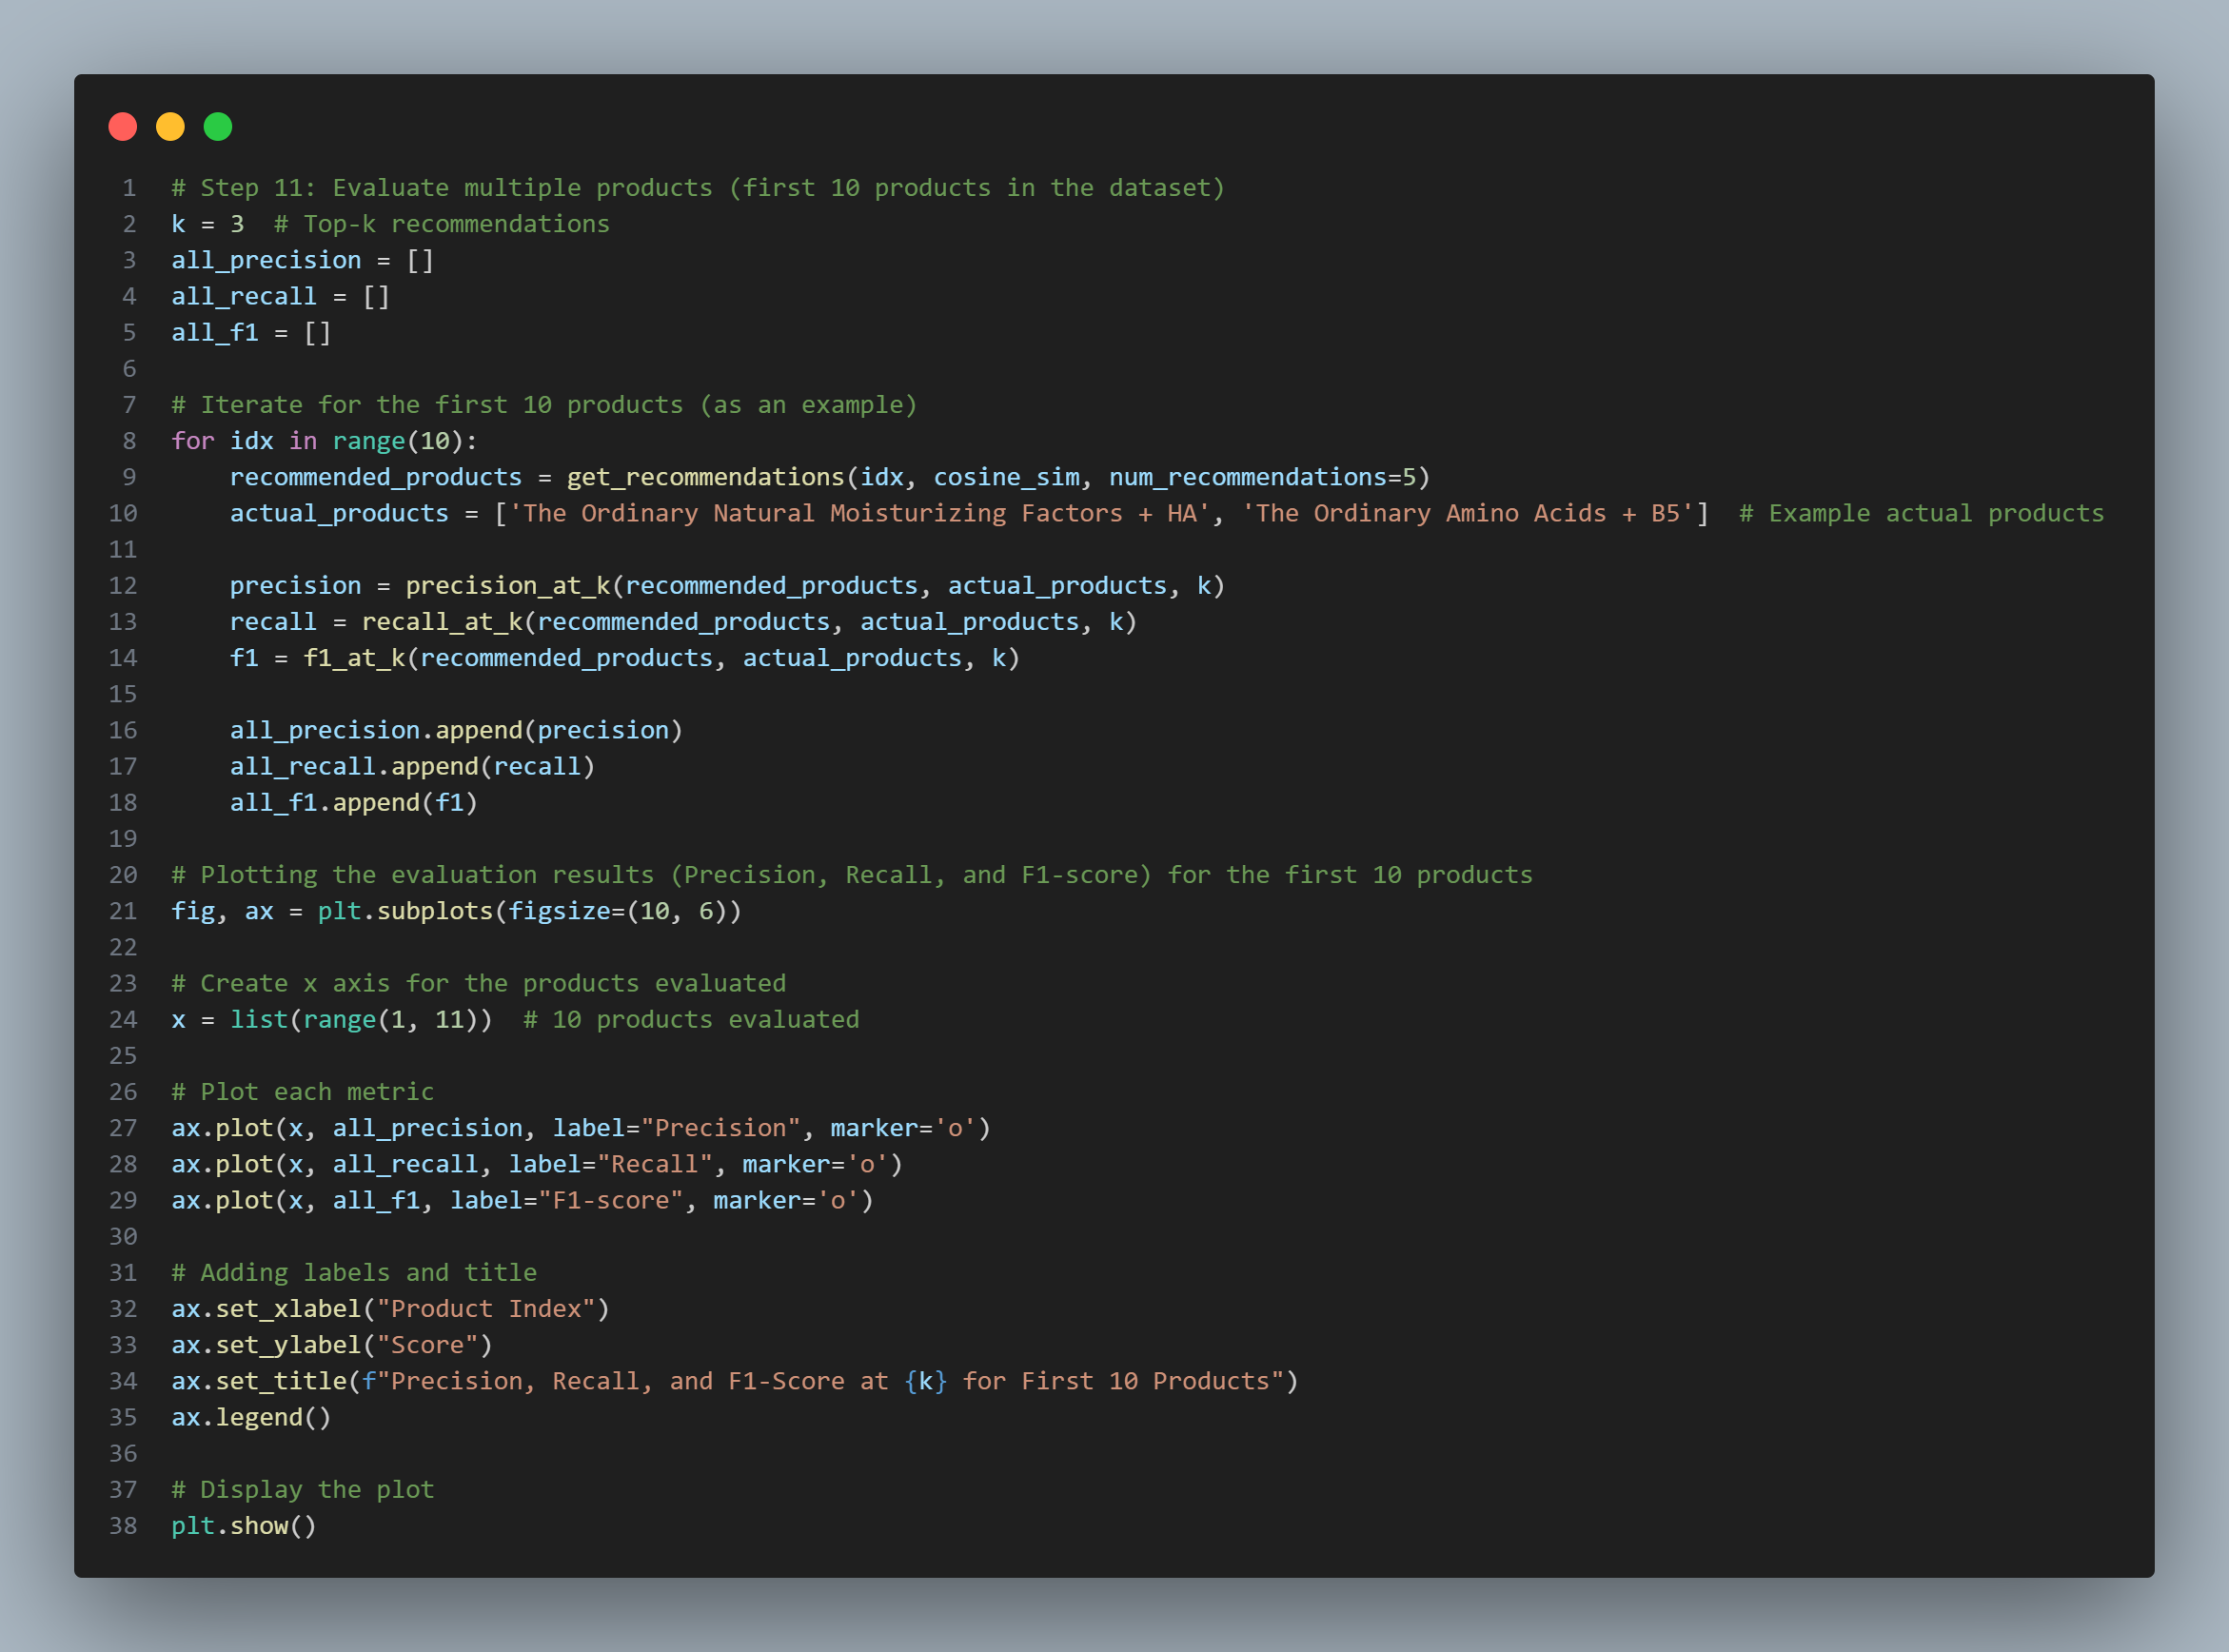 1 # Step 11: Evaluate multiple products (first 10 products in the dataset)
2 k = 3  # Top-k recommendations
3 all_precision = []
4 all_recall = []
5 all_f1 = []
6
7 # Iterate for the first 10 products (as an example)
8 for idx in range(10):
9     recommended_products = get_recommendations(idx, cosine_sim, num_recommendations=5)
10     actual_products = ['The Ordinary Natural Moisturizing Factors + HA', 'The Ordinary Amino Acids + B5']  # Example actual products
11
12     precision = precision_at_k(recommended_products, actual_products, k)
13     recall = recall_at_k(recommended_products, actual_products, k)
14     f1 = f1_at_k(recommended_products, actual_products, k)
15
16     all_precision.append(precision)
17     all_recall.append(recall)
18     all_f1.append(f1)
19
20 # Plotting the evaluation results (Precision, Recall, and F1-score) for the first 10 products
21 fig, ax = plt.subplots(figsize=(10, 6))
22
23 # Create x axis for the products evaluated
24 x = list(range(1, 11))  # 10 products evaluated
25
26 # Plot each metric
27 ax.plot(x, all_precision, label="Precision", marker='o')
28 ax.plot(x, all_recall, label="Recall", marker='o')
29 ax.plot(x, all_f1, label="F1-score", marker='o')
30
31 # Adding labels and title
32 ax.set_xlabel("Product Index")
33 ax.set_ylabel("Score")
34 ax.set_title(f"Precision, Recall, and F1-Score at {k} for First 10 Products")
35 ax.legend()
36
37 # Display the plot
38 plt.show()